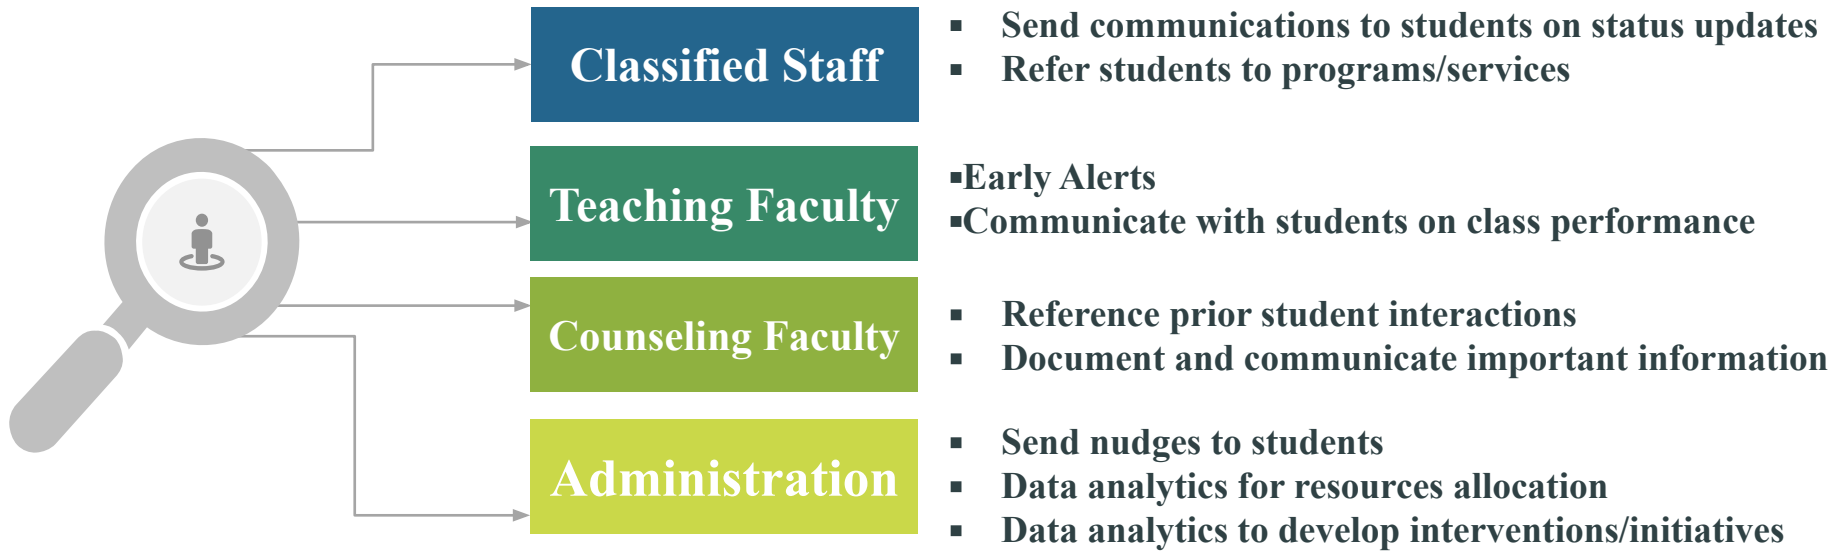 Classified Staff
▪ Send communications to students on status updates
▪ Refer students to programs/services
Teaching Faculty
▪Early Alerts
▪Communicate with students on class performance
Counseling Faculty
▪ Reference prior student interactions
▪ Document and communicate important information
Administration
▪ Send nudges to students
▪ Data analytics for resources allocation
▪ Data analytics to develop interventions/initiatives